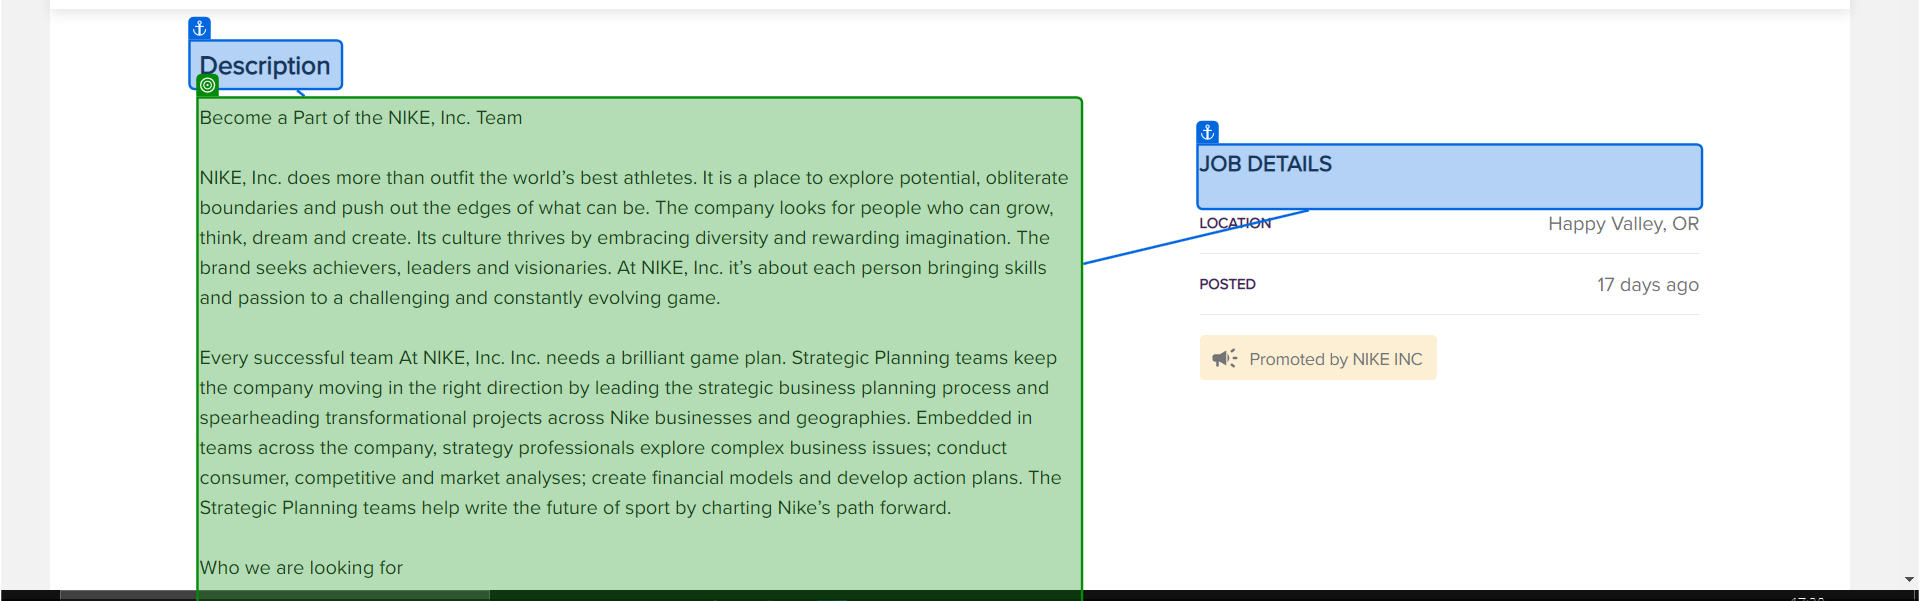 Description
Become a Part of the NIKE, Inc. Team
NIKE, Inc. does more than outfit the world’s best athletes. It is a place to explore potential, obliterate
boundaries and push out the edges of what can be. The company looks for people who can grow,
think, dream and create. Its culture thrives by embracing diversity and rewarding imagination. The
brand seeks achievers, leaders and visionaries. At NIKE, Inc. it’s about each person bringing skills
and passion to a challenging and constantly evolving game.
Every successful team At NIKE, Inc. Inc. needs a brilliant game plan. Strategic Planning teams keep
the company moving in the right direction by leading the strategic business planning process and
spearheading transformational projects across Nike businesses and geographies. Embedded in
teams across the company, strategy professionals explore complex business issues; conduct
consumer, competitive and market analyses; create financial models and develop action plans. The
Strategic Planning teams help write the future of sport by charting Nike’s path forward.
Who we are looking for
JOB DETAILS
LOCATION Happy Valley, OR
POSTED 17 days ago
Promoted by NIKE INC